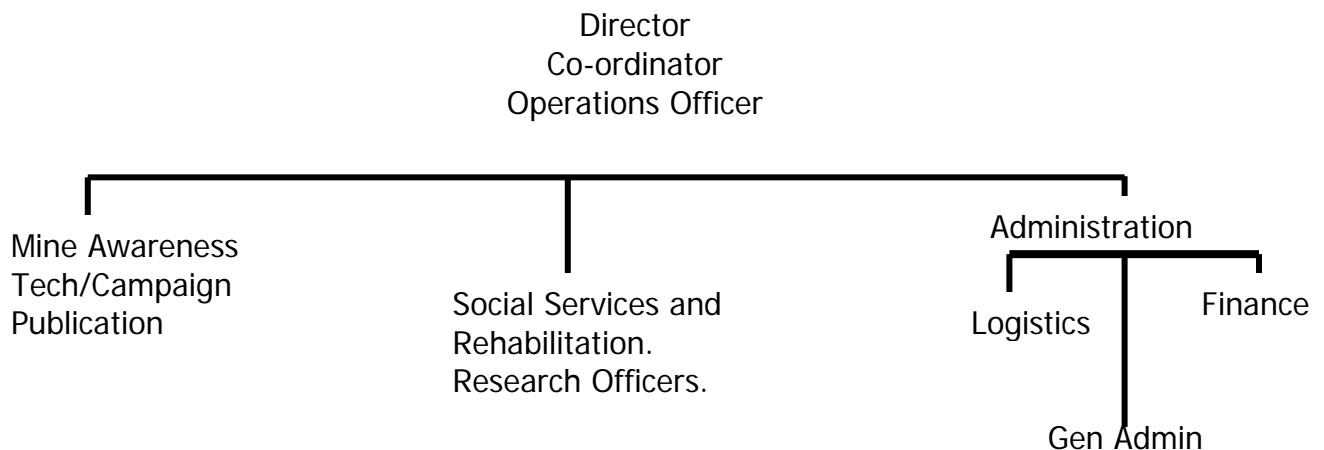 Director
Co-ordinator
Operations Officer
Mine Awareness
Tech/Campaign
Publication
Social Services and
Rehabilitation.
Research Officers.
Administration
Logistics
Finance
Gen Admin